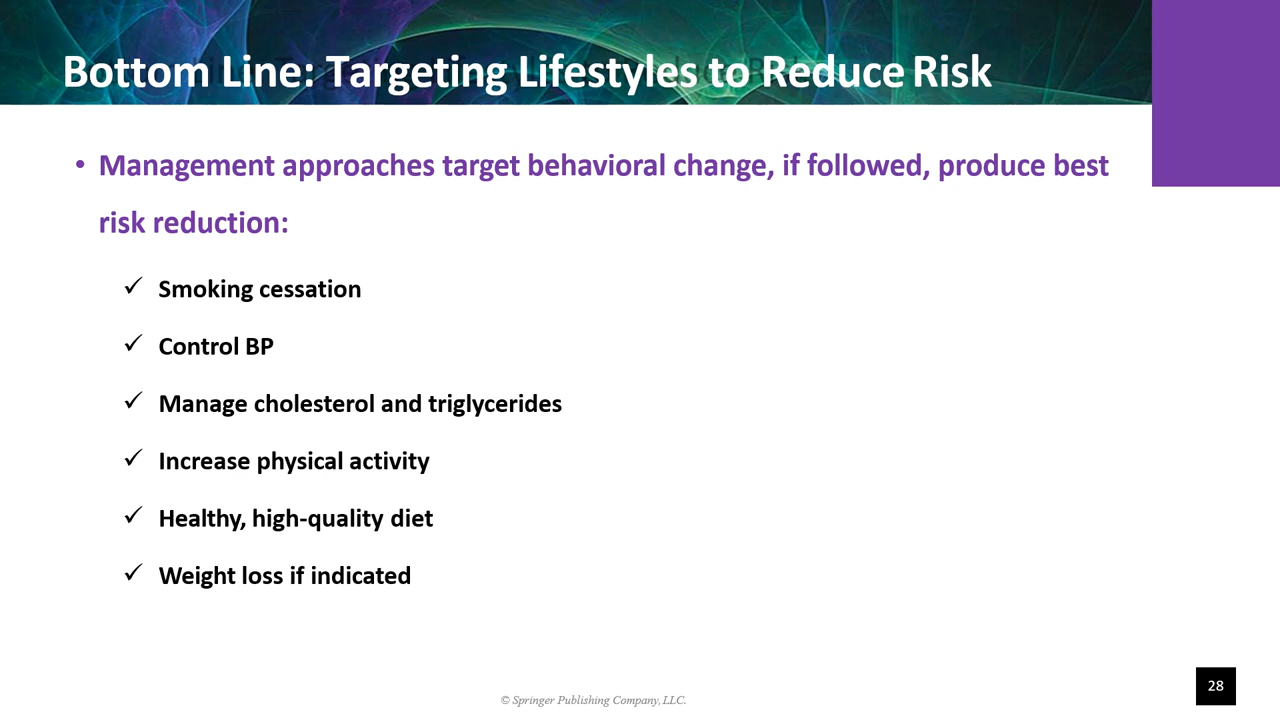 Bottom Line: Targeting Lifestyles to Reduce Risk
• Management approaches target behavioral change, if followed, produce best
risk reduction:
✓ Smoking cessation
✓ Control BP
✓ Manage cholesterol and triglycerides
✓ Increase physical activity
✓ Healthy, high-quality diet
✓ Weight loss if indicated
© Springer Publishing Company, LLC.
28